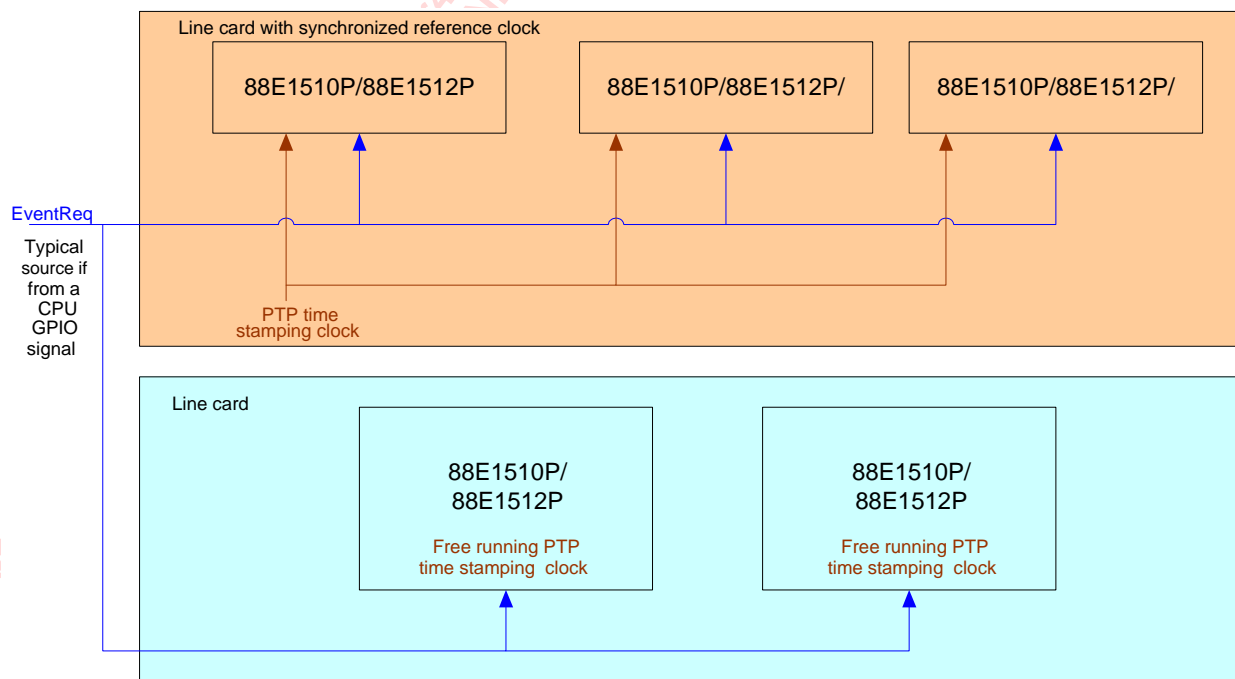 Line card with synchronized reference clock
88E1510P/88E1512P
88E1510P/88E1512P/
88E1510P/88E1512P/
EventReq
Typical
source if
from a
CPU
GPIO
signal
PTP time
stamping clock
Line card
88E1510P/
88E1512P
Free running PTP
time stamping clock
88E1510P/
88E1512P
Free running PTP
time stamping clock